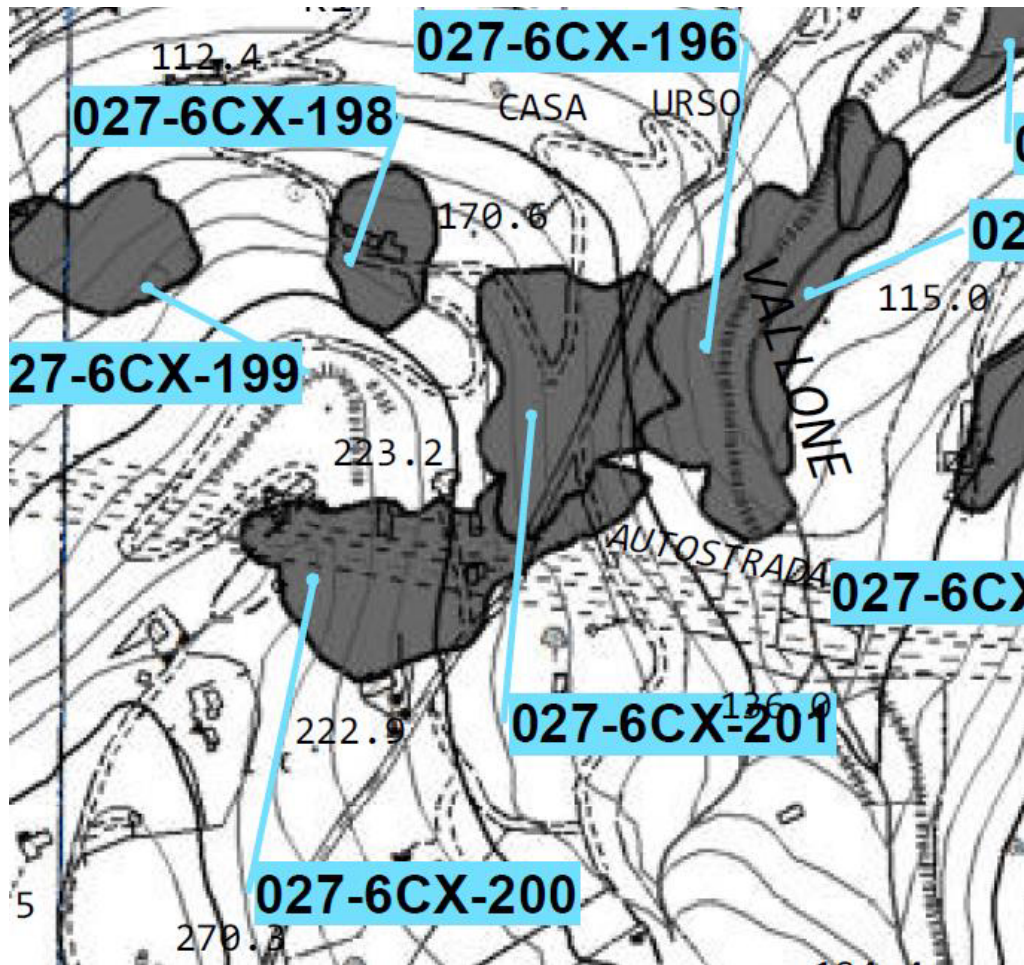 027-6CX-196
112.4
CASA URSO
027-6CX-198
170.6
02
115.0
VALLONE
27-6CX-199
223.2
AUTOSTRADA
027-6CX
136.0
027-6CX-201
222.9
027-6CX-200
5
270.3